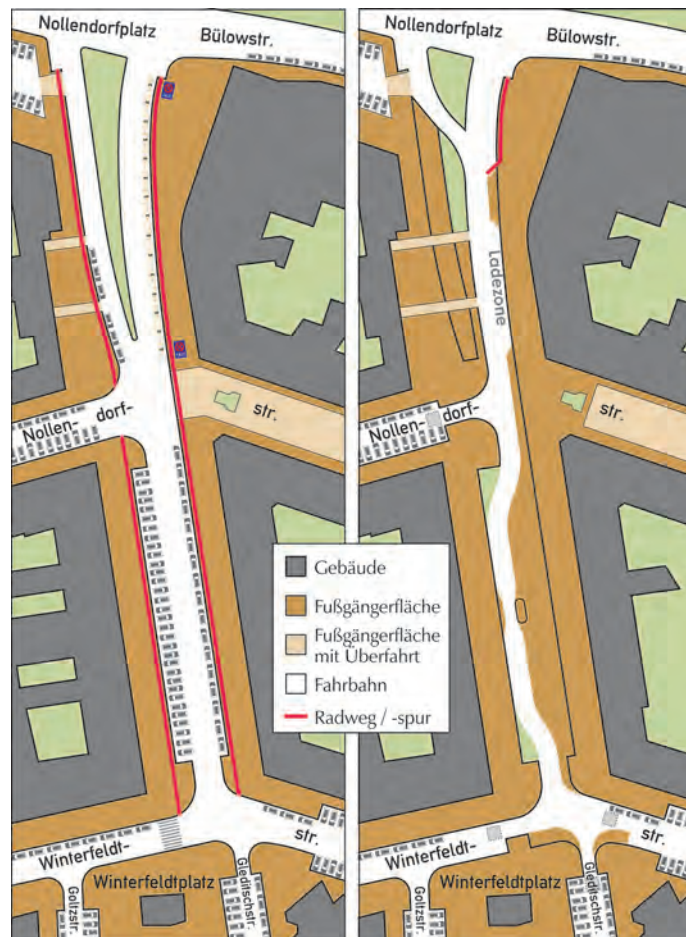 Nollendorfplatz
Bülowstr.
Nollen-
dorf-
str.
Winterfeldt-
str.
Winterfeldtplatz
Goltzstr.
Gleditschstr.
Gebäude
Fußgängerfläche
Fußgängerfläche
mit Überfahrt
Fahrbahn
Radweg / -spur
Nollendorfplatz
Bülowstr.
Ladezone
Nollen-
dorf-
str.
Winterfeldt-
str.
Winterfeldtplatz
Goltzstr.
Gleditschstr.